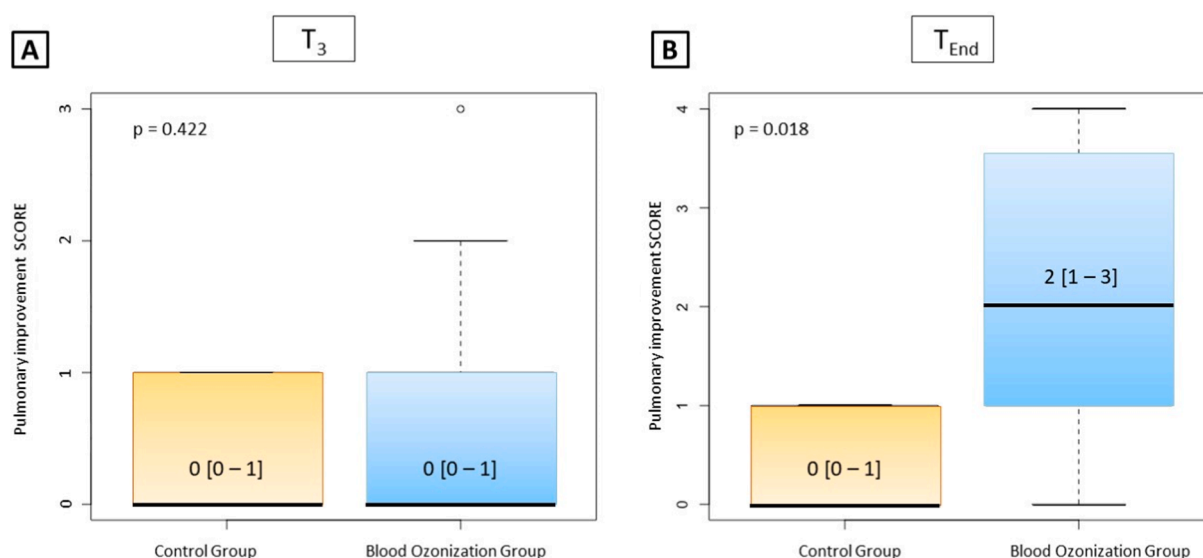 A
T3
p = 0.422
Pulmonary improvement SCORE
3
2
1
0
0 [0 – 1]
0 [0 – 1]
Control Group
Blood Ozonization Group
B
TEnd
p = 0.018
Pulmonary improvement SCORE
4
3
2
1
0
2 [1 – 3]
0 [0 – 1]
Control Group
Blood Ozonization Group